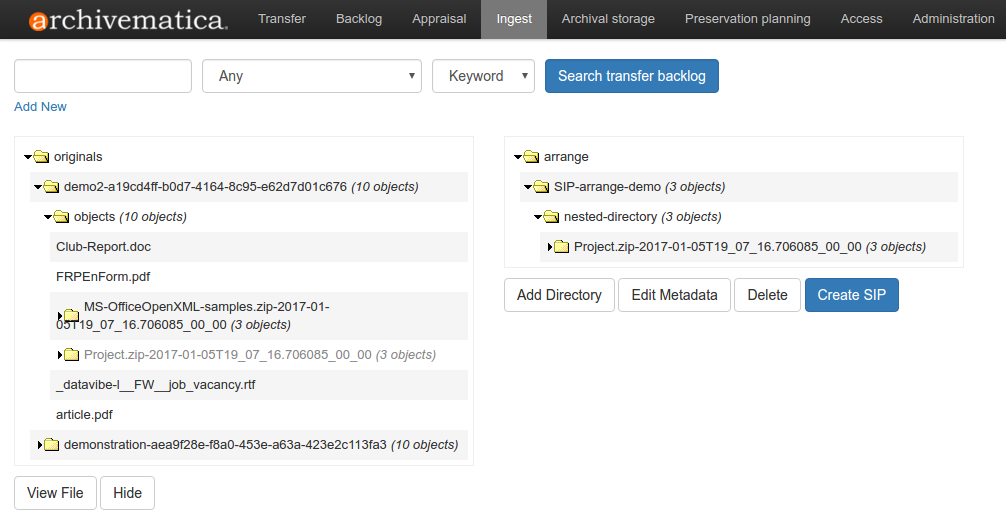 archivematica Transfer Backlog Appraisal Ingest Archival storage Preservation planning Access Administration
Any Keyword Search transfer backlog
Add New
originals
demo2-a19cd4ff-b0d7-4164-8c95-e62d7d01c676 (10 objects)
objects (10 objects)
Club-Report.doc
FRPEnForm.pdf
MS-OfficeOpenXML-samples.zip-2017-01-
05T19_07_16.706085_00_00 (3 objects)
Project.zip-2017-01-05T19_07_16.706085_00_00 (3 objects)
_datavibe-l__FW__job_vacancy.rtf
article.pdf
demonstration-aea9f28e-f8a0-453e-a63a-423e2c113fa3 (10 objects)
View File Hide
arrange
SIP-arrange-demo (3 objects)
nested-directory (3 objects)
Project.zip-2017-01-05T19_07_16.706085_00_00 (3 objects)
Add Directory Edit Metadata Delete Create SIP